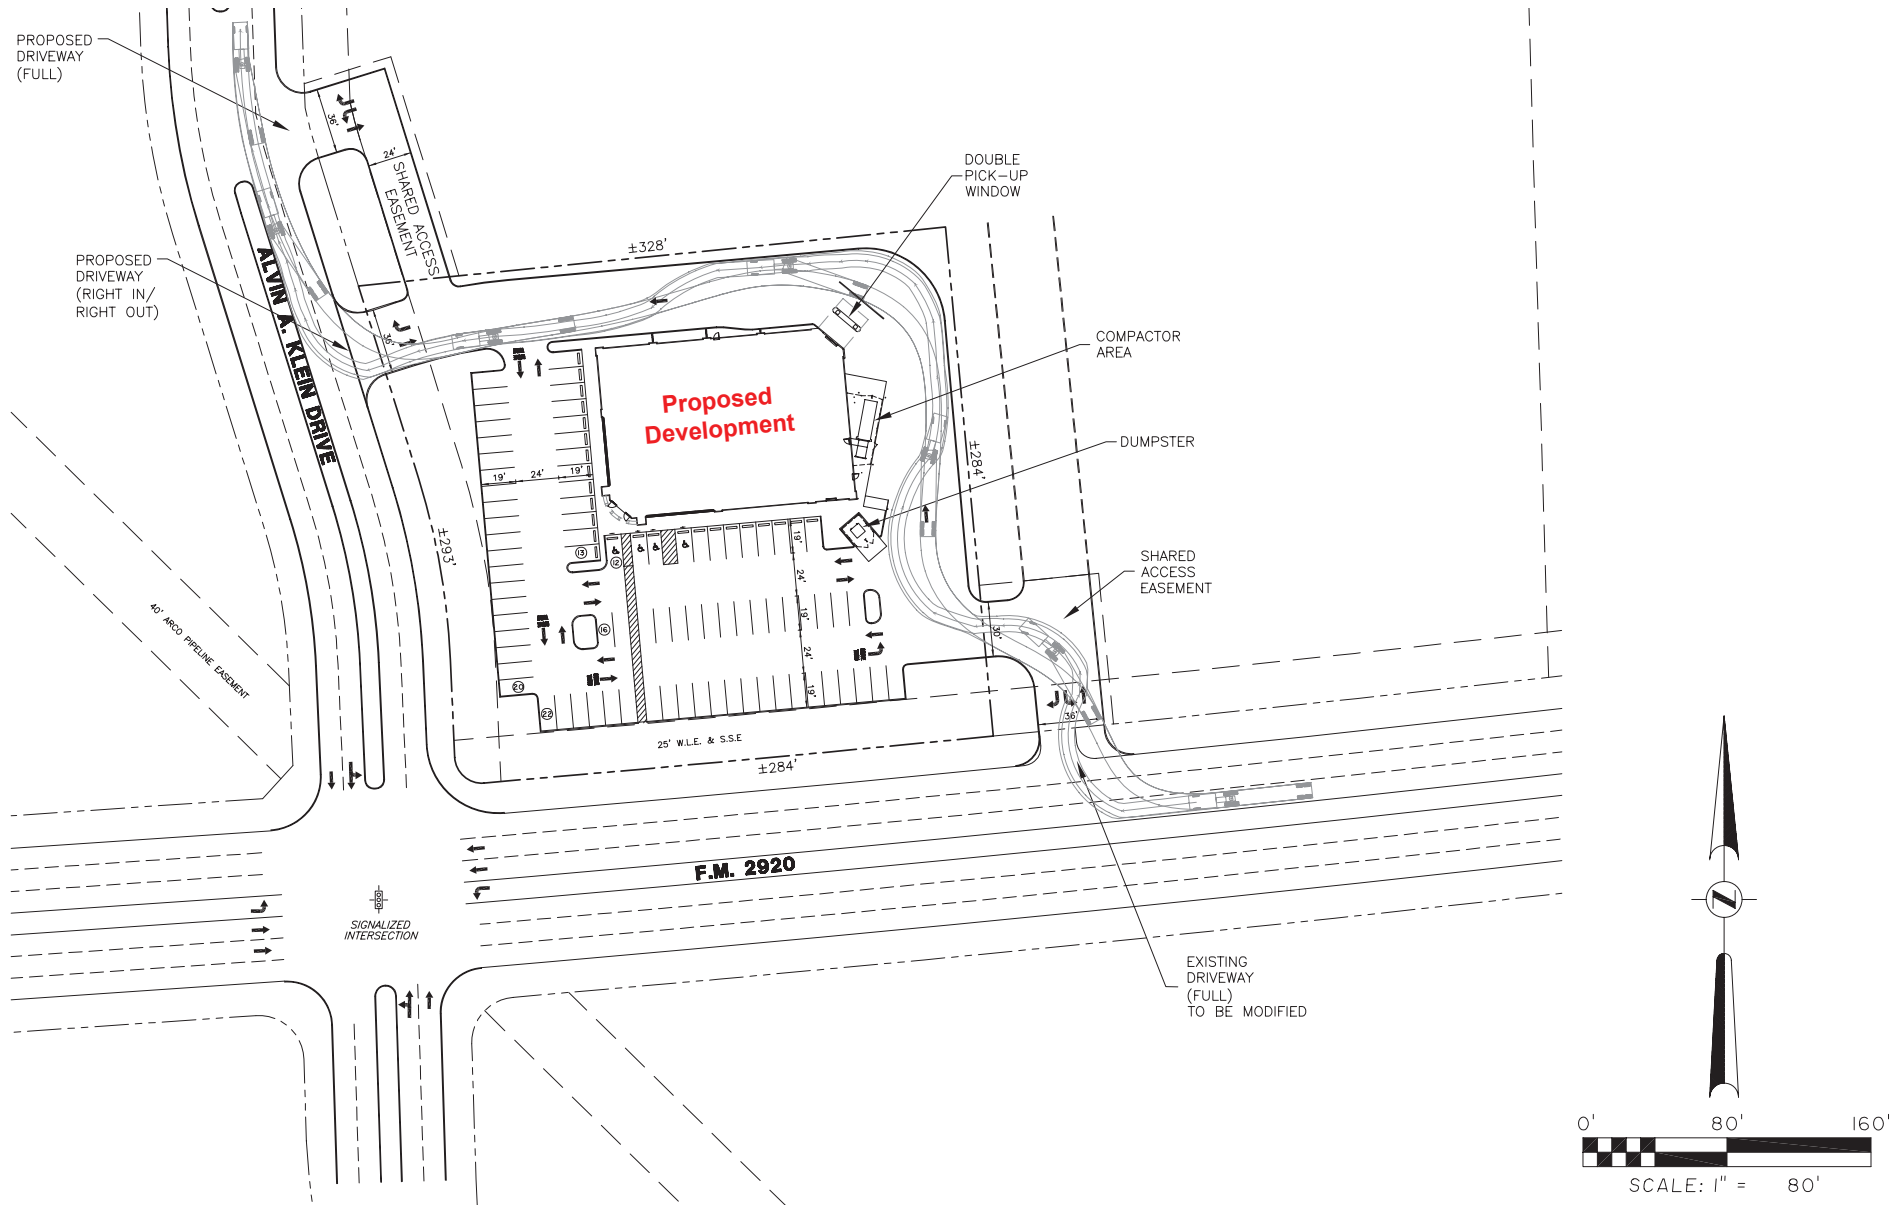 PROPOSED
DRIVEWAY
(FULL)
36'
24'
SHARED ACCESS
EASEMENT
DOUBLE
PICK-UP
WINDOW
±328'
PROPOSED
DRIVEWAY
(RIGHT IN/
RIGHT OUT)
ALVIN A. KLEIN DRIVE
36'
COMPACTOR
AREA
Proposed
Development
DUMPSTER
±284'
19'
24'
19'
±293'
13
12
19'
24'
19'
24'
19'
SHARED
ACCESS
EASEMENT
30'
40' ARCO PIPELINE EASEMENT
16
20
22
36'
25' W.L.E. & S.S.E
±284'
F.M. 2920
SIGNALIZED
INTERSECTION
EXISTING
DRIVEWAY
(FULL)
TO BE MODIFIED
N
0'
80'
160'
SCALE: 1" = 80'